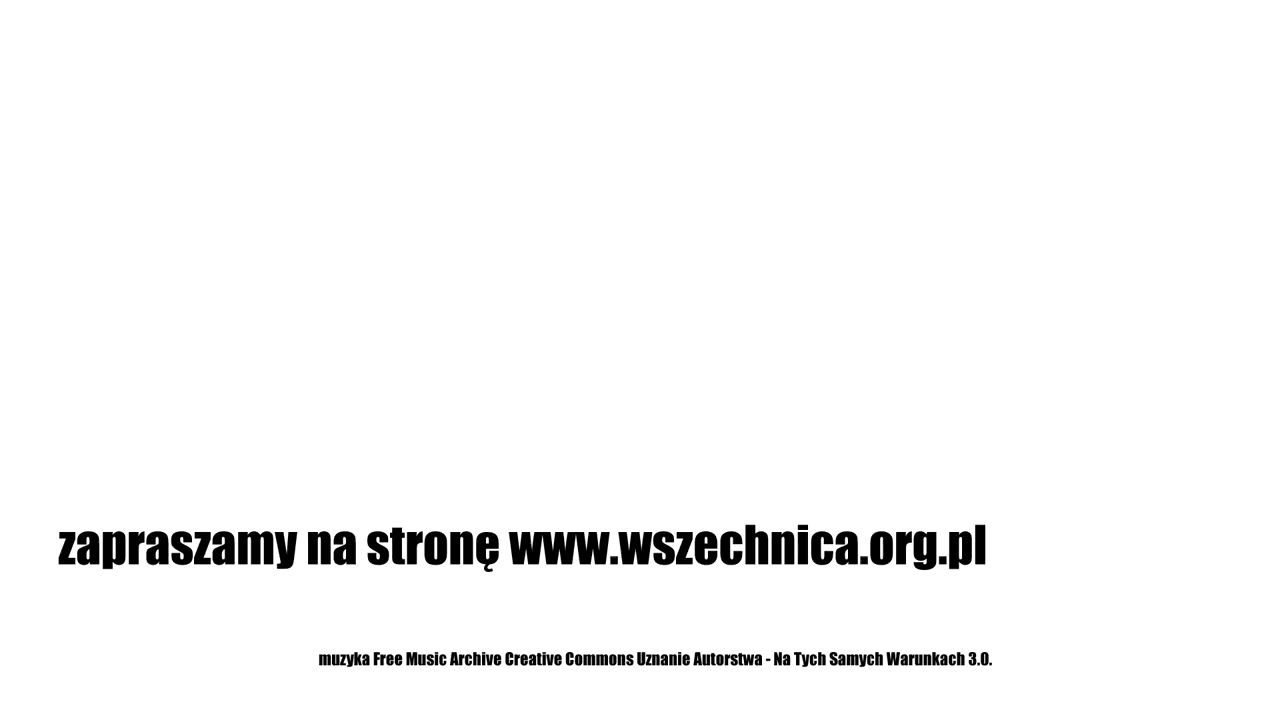 zapraszamy na stronę www.wszechnica.org.pl
muzyka Free Music Archive Creative Commons Uznanie Autorstwa - Na Tych Samych Warunkach 3.0.